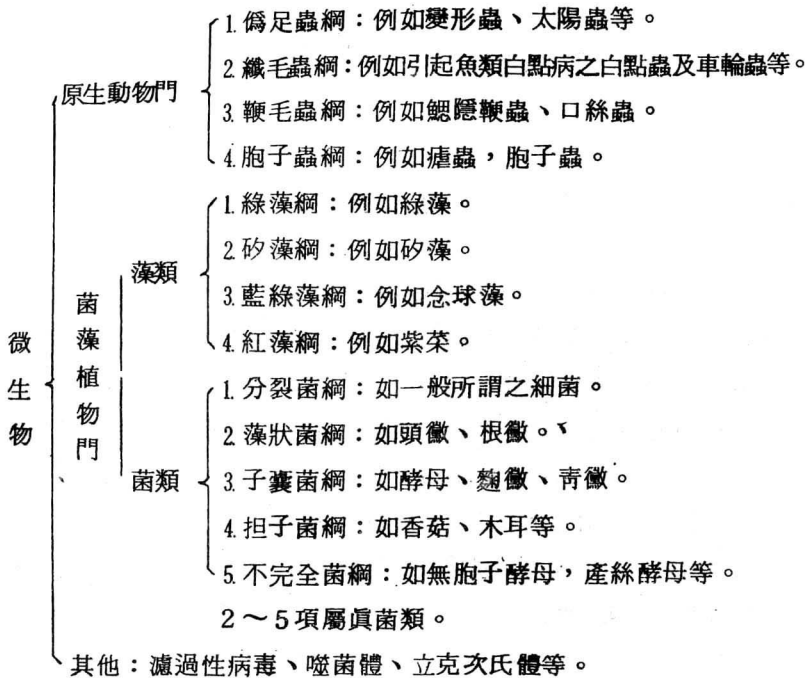 微生物
原生動物門
1.僞足蟲綱：例如變形蟲、太陽蟲等。
2.纖毛蟲綱：例如引起魚類白點病之白點蟲及車輪蟲等。
3.鞭毛蟲綱：例如鰓隱鞭蟲、口絲蟲。
4.胞子蟲綱：例如瘧蟲，胞子蟲。
菌藻植物門
藻類
1.綠藻綱：例如綠藻。
2.矽藻綱：例如矽藻。
3.藍綠藻綱：例如念球藻。
4.紅藻綱：例如紫菜。
菌類
1.分裂菌綱：如一般所謂之細菌。
2.藻狀菌綱：如頭黴、根黴。
3.子囊菌綱：如酵母、麴黴、靑黴。
4.担子菌綱：如香菇、木耳等。
5.不完全菌綱：如無胞子酵母，產絲酵母等。
2～5項屬眞菌類。
其他：濾過性病毒、噬菌體、立克次氏體等。